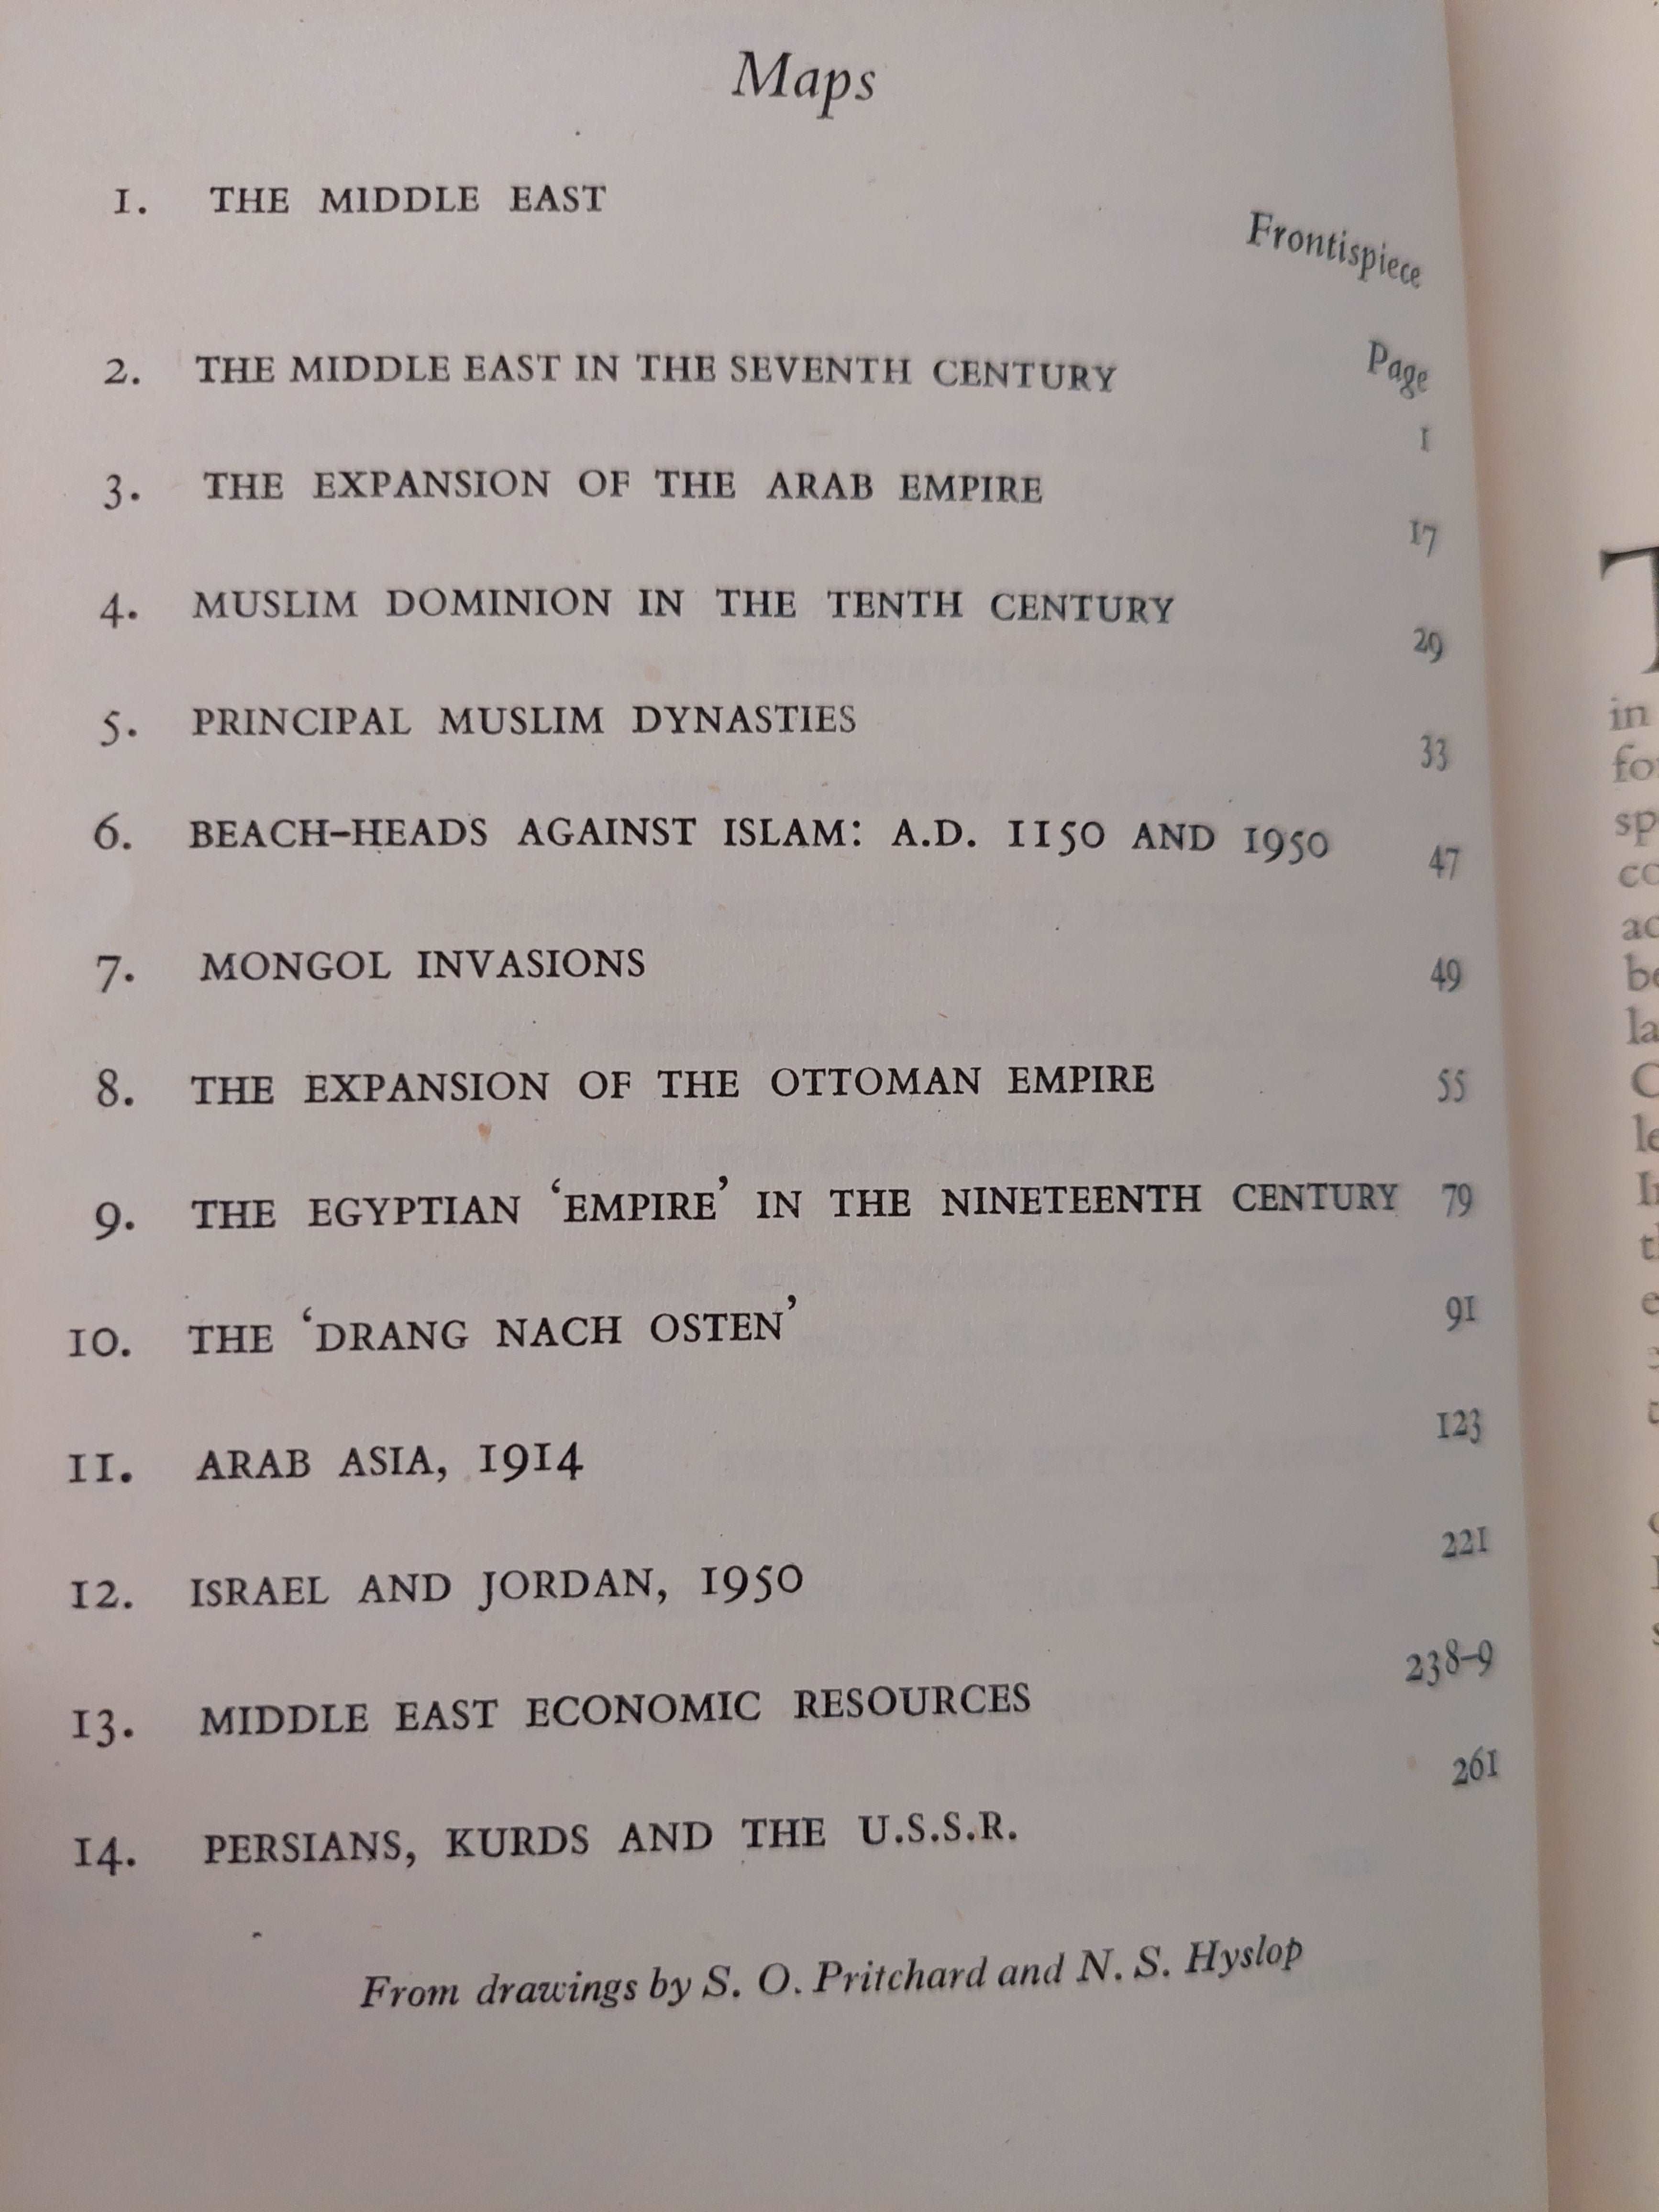 Maps
1. THE MIDDLE EAST Frontispiece
Page
2. THE MIDDLE EAST IN THE SEVENTH CENTURY 1
3. THE EXPANSION OF THE ARAB EMPIRE 17
4. MUSLIM DOMINION IN THE TENTH CENTURY 29
5. PRINCIPAL MUSLIM DYNASTIES 33
6. BEACH-HEADS AGAINST ISLAM: A.D. 1150 AND 1950 47
7. MONGOL INVASIONS 49
8. THE EXPANSION OF THE OTTOMAN EMPIRE 55
9. THE EGYPTIAN ‘EMPIRE’ IN THE NINETEENTH CENTURY 79
10. THE ‘DRANG NACH OSTEN’ 91
11. ARAB ASIA, 1914 123
12. ISRAEL AND JORDAN, 1950 221
13. MIDDLE EAST ECONOMIC RESOURCES 238–9
14. PERSIANS, KURDS AND THE U.S.S.R. 261
From drawings by S. O. Pritchard and N. S. Hyslop